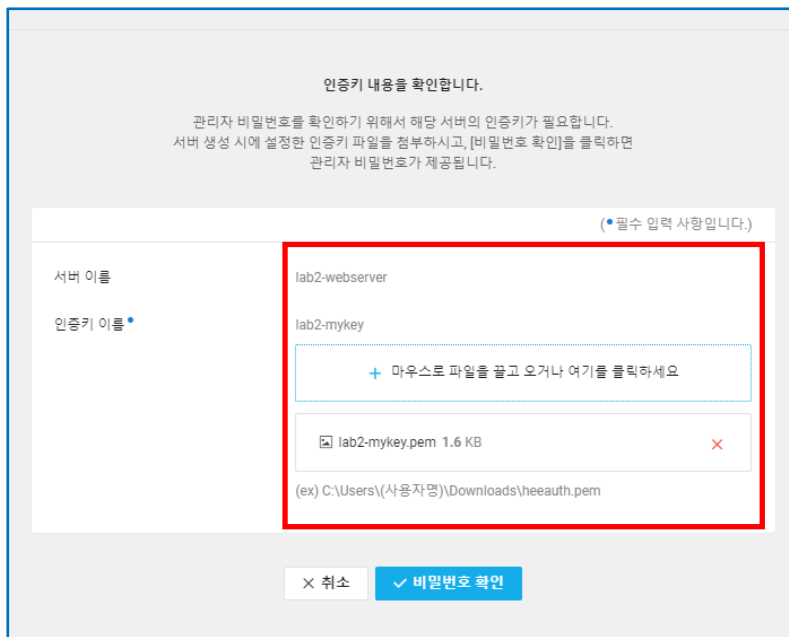 인증키 내용을 확인합니다.
관리자 비밀번호를 확인하기 위해서 해당 서버의 인증키가 필요합니다.
서버 생성 시에 설정한 인증키 파일을 첨부하시고, [비밀번호 확인]을 클릭하면
관리자 비밀번호가 제공됩니다.
(•필수 입력 사항입니다.)
서버 이름 lab2-webserver
인증키 이름• lab2-mykey
+ 마우스로 파일을 끌고 오거나 여기를 클릭하세요
lab2-mykey.pem 1.6 KB ×
(ex) C:\Users\(사용자명)\Downloads\heeauth.pem
× 취소 ✓ 비밀번호 확인